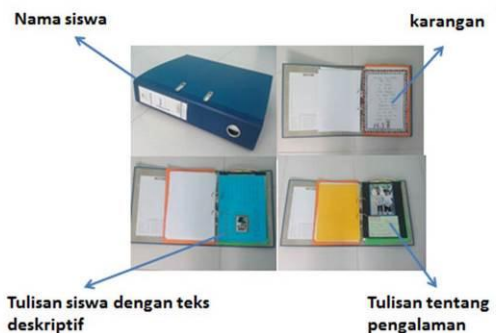 Nama siswa
karangan
Tulisan siswa dengan teks
deskriptif
Tulisan tentang
pengalaman